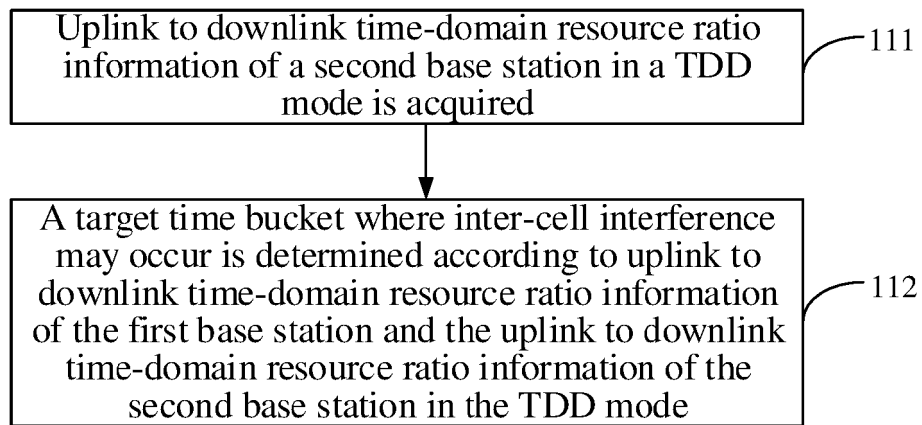 Uplink to downlink time-domain resource ratio
information of a second base station in a TDD
mode is acquired
111
A target time bucket where inter-cell interference
may occur is determined according to uplink to
downlink time-domain resource ratio information
of the first base station and the uplink to downlink
time-domain resource ratio information of the
second base station in the TDD mode
112